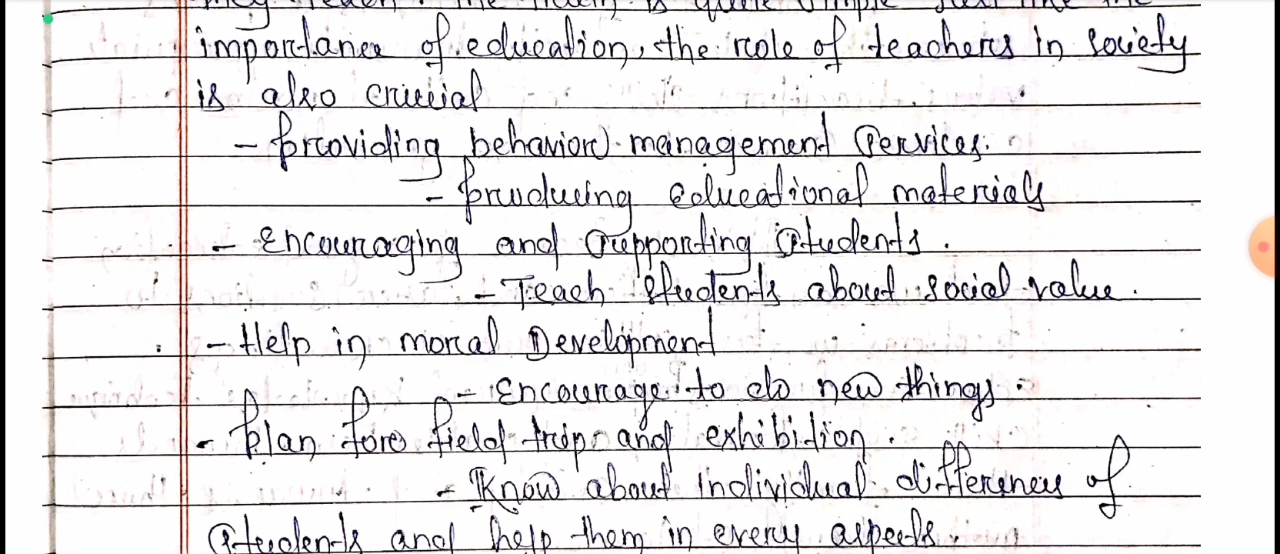 importance of education, the role of teachers in society
is also crucial
- providing behavior management services.
- producing educational materials
- Encouraging and supporting students.
- Teach students about social value.
- Help in moral Development
- Encourage to do new things.
- Plan for field trip and exhibition.
- Know about individual differences of
students and help them in every aspects.